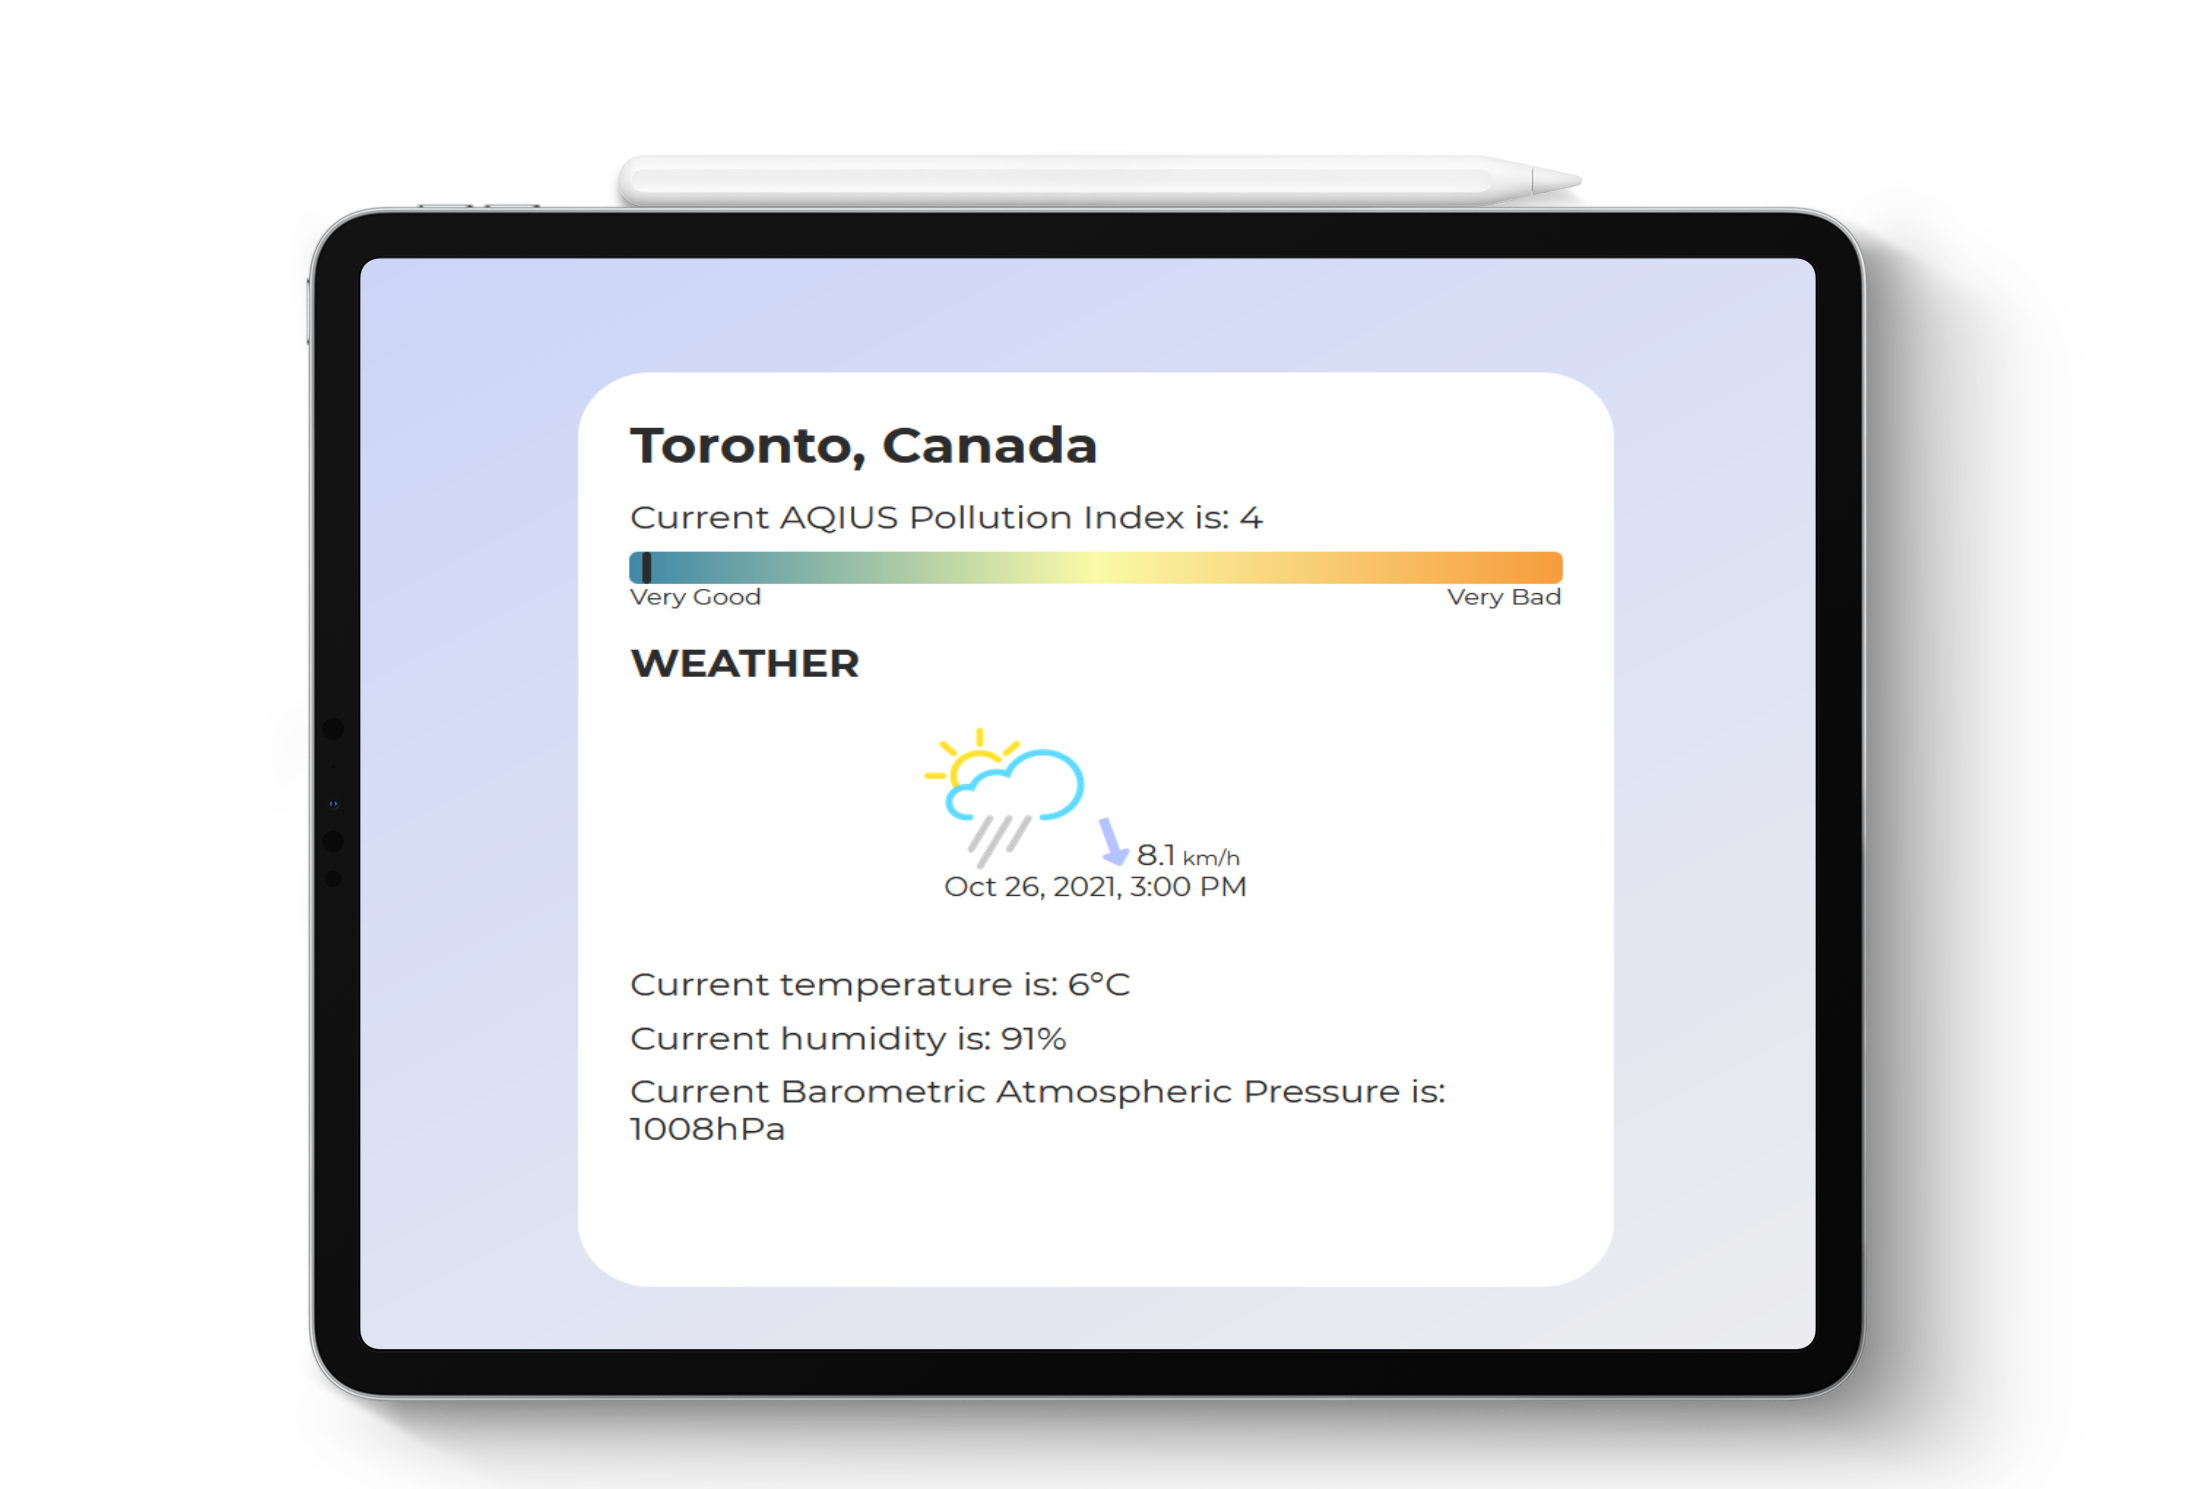 Toronto, Canada
Current AQIUS Pollution Index is: 4
Very Good Very Bad
WEATHER
8.1 km/h
Oct 26, 2021, 3:00 PM
Current temperature is: 6°C
Current humidity is: 91%
Current Barometric Atmospheric Pressure is:
1008hPa